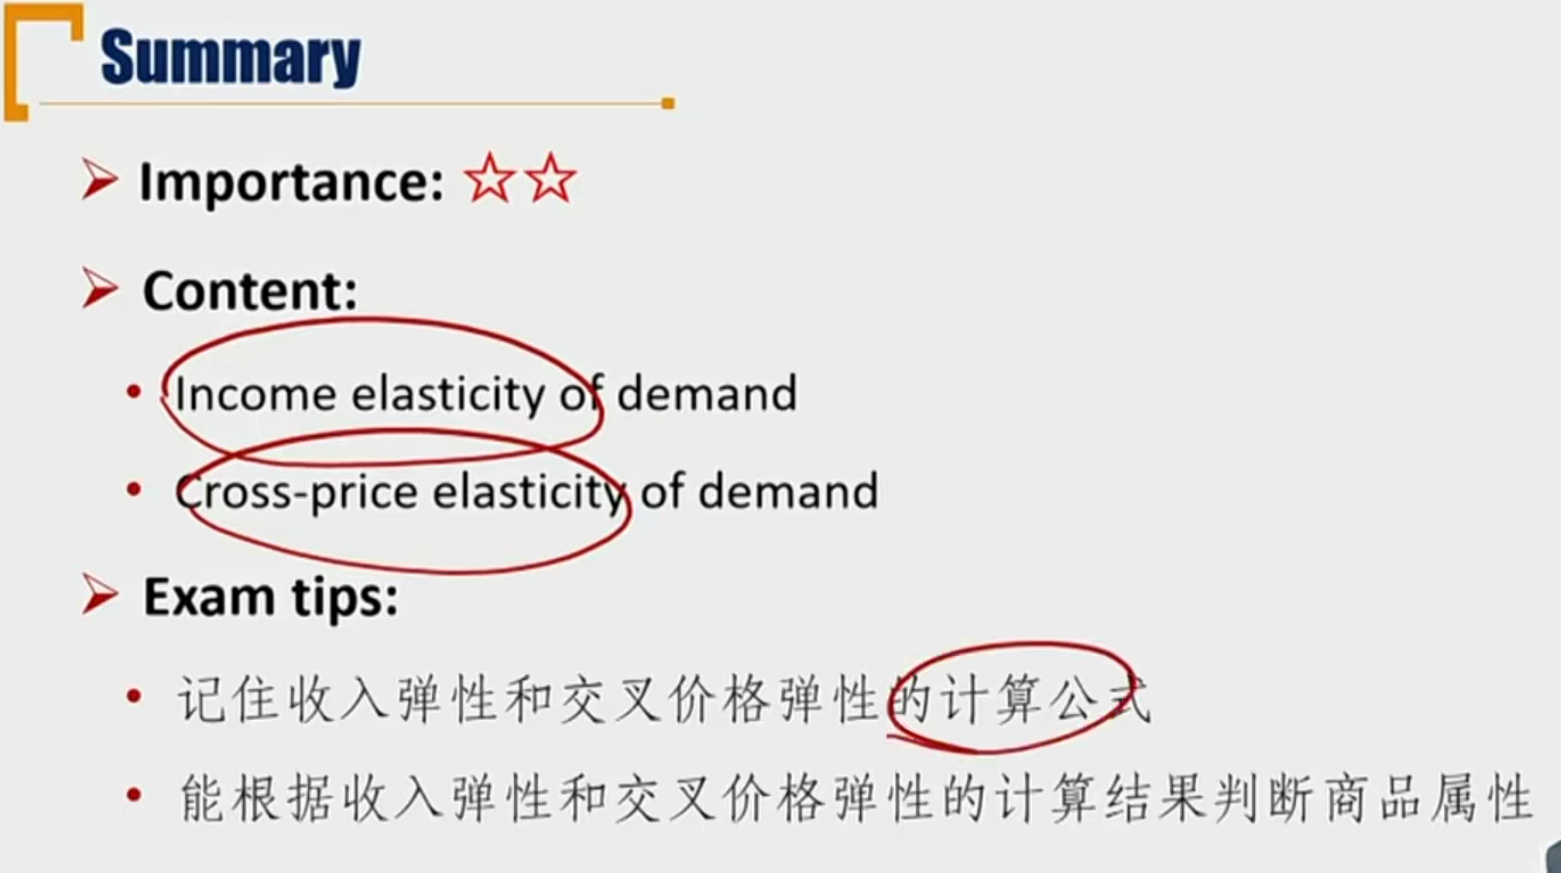 Summary
Importance: ☆☆
Content:
Income elasticity of demand
Cross-price elasticity of demand
Exam tips:
记住收入弹性和交叉价格弹性的计算公式
能根据收入弹性和交叉价格弹性的计算结果判断商品属性